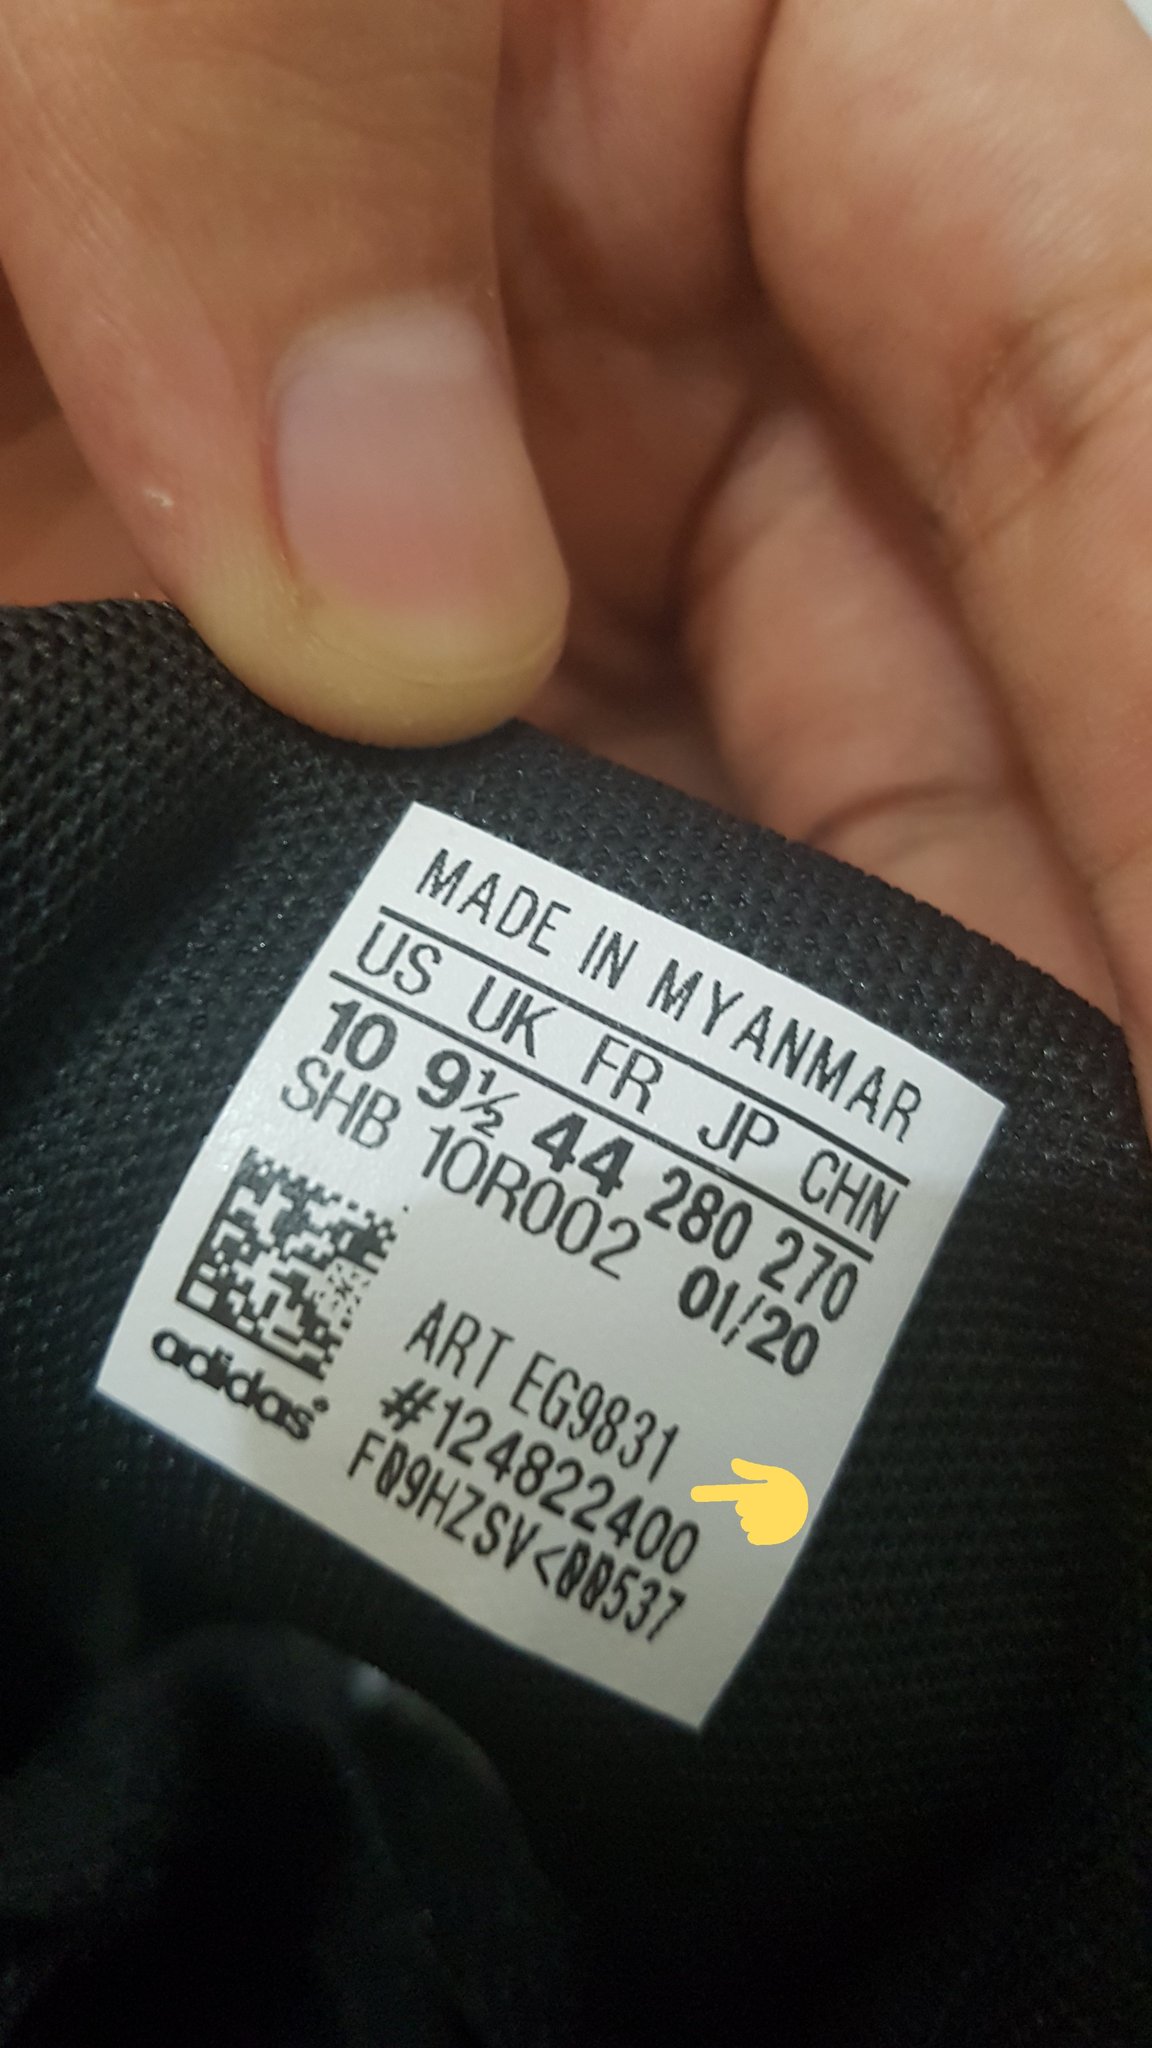 MADE IN MYANMAR
US UK FR JP CHN
10 9½ 44 280 270
SHB 10R002 01/20
ART EG9831
#124822400
F09HZSV<00537
adidas